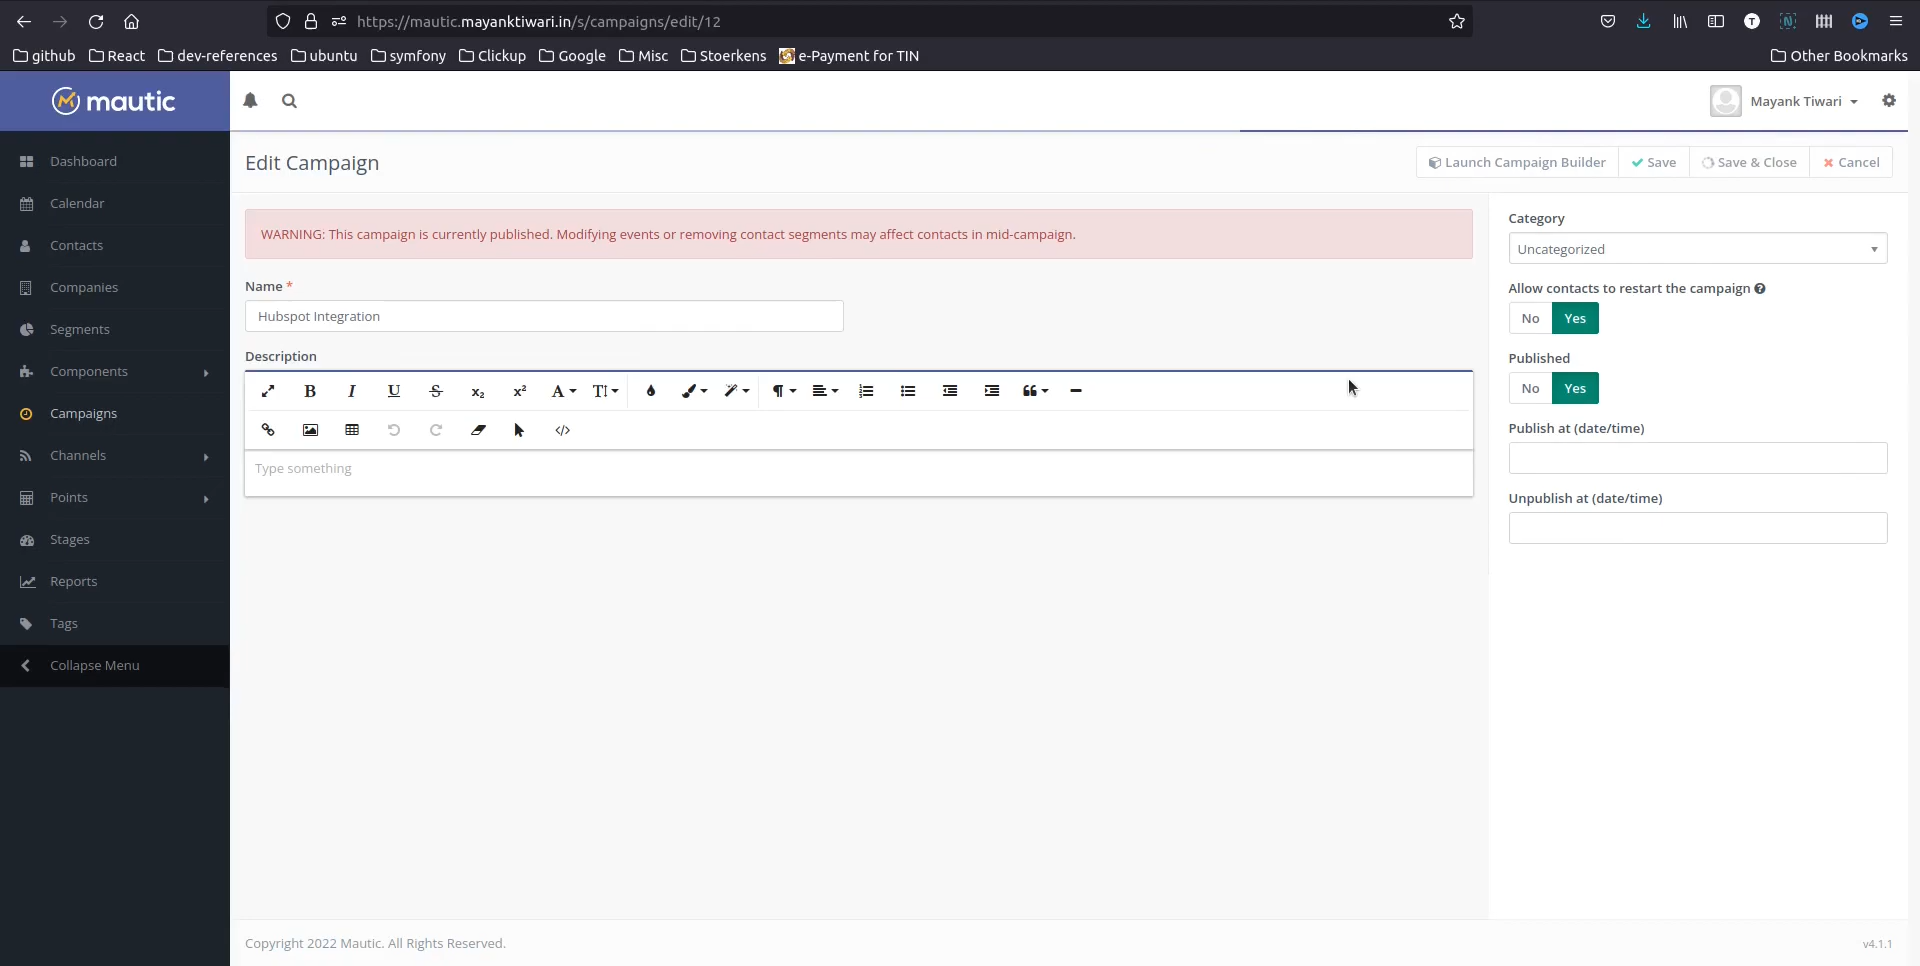 https://mautic.mayanktiwari.in/s/campaigns/edit/12
github React dev-references ubuntu symfony Clickup Google Misc Stoerkens e-Payment for TIN Other Bookmarks
mautic
Mayank Tiwari
Dashboard
Calendar
Contacts
Companies
Segments
Components
Campaigns
Channels
Points
Stages
Reports
Tags
Collapse Menu
Edit Campaign
Launch Campaign Builder Save Save & Close Cancel
WARNING: This campaign is currently published. Modifying events or removing contact segments may affect contacts in mid-campaign.
Name *
Hubspot Integration
Description
Type something
Category
Uncategorized
Allow contacts to restart the campaign
No Yes
Published
No Yes
Publish at (date/time)
Unpublish at (date/time)
Copyright 2022 Mautic. All Rights Reserved.
v4.1.1